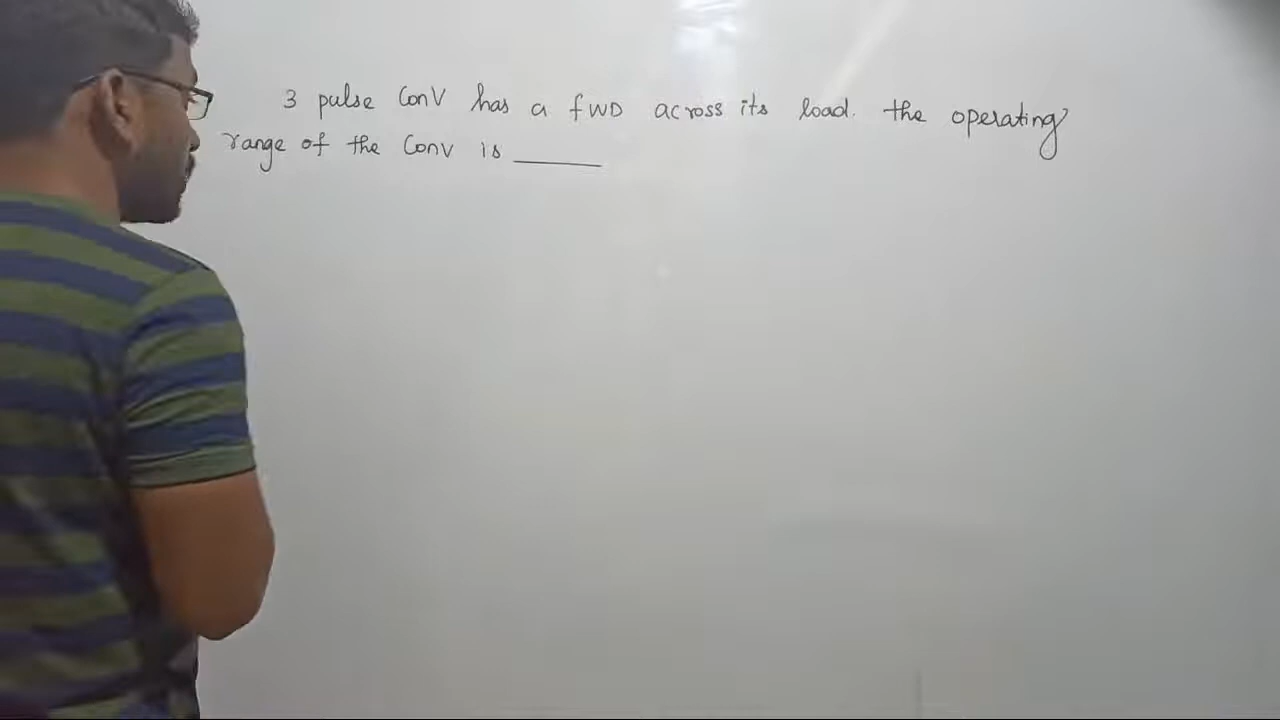 3 pulse Conv has a fWD across its load. the operating
range of the Conv is ______